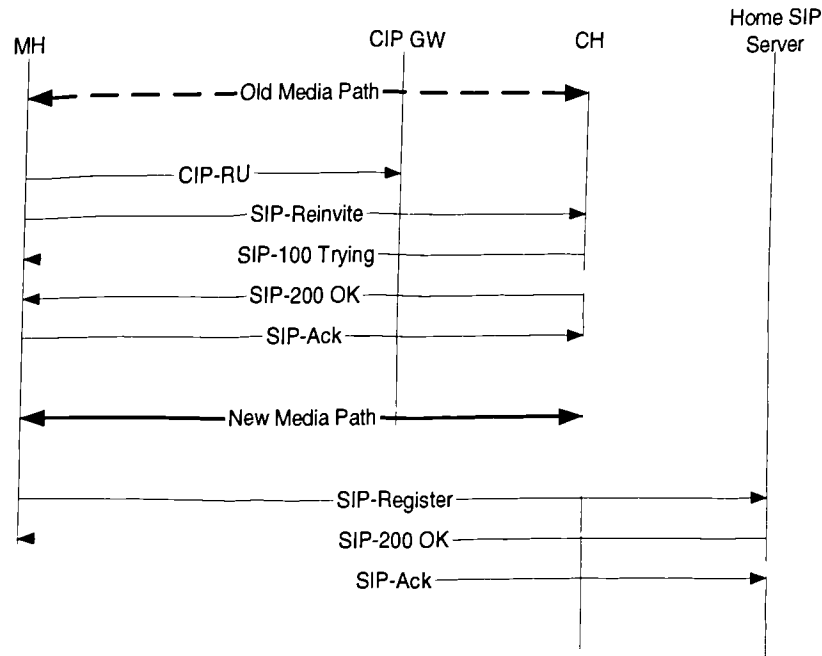 MH
CIP GW
CH
Home SIP
Server
Old Media Path
CIP-RU
SIP-Reinvite
SIP-100 Trying
SIP-200 OK
SIP-Ack
New Media Path
SIP-Register
SIP-200 OK
SIP-Ack